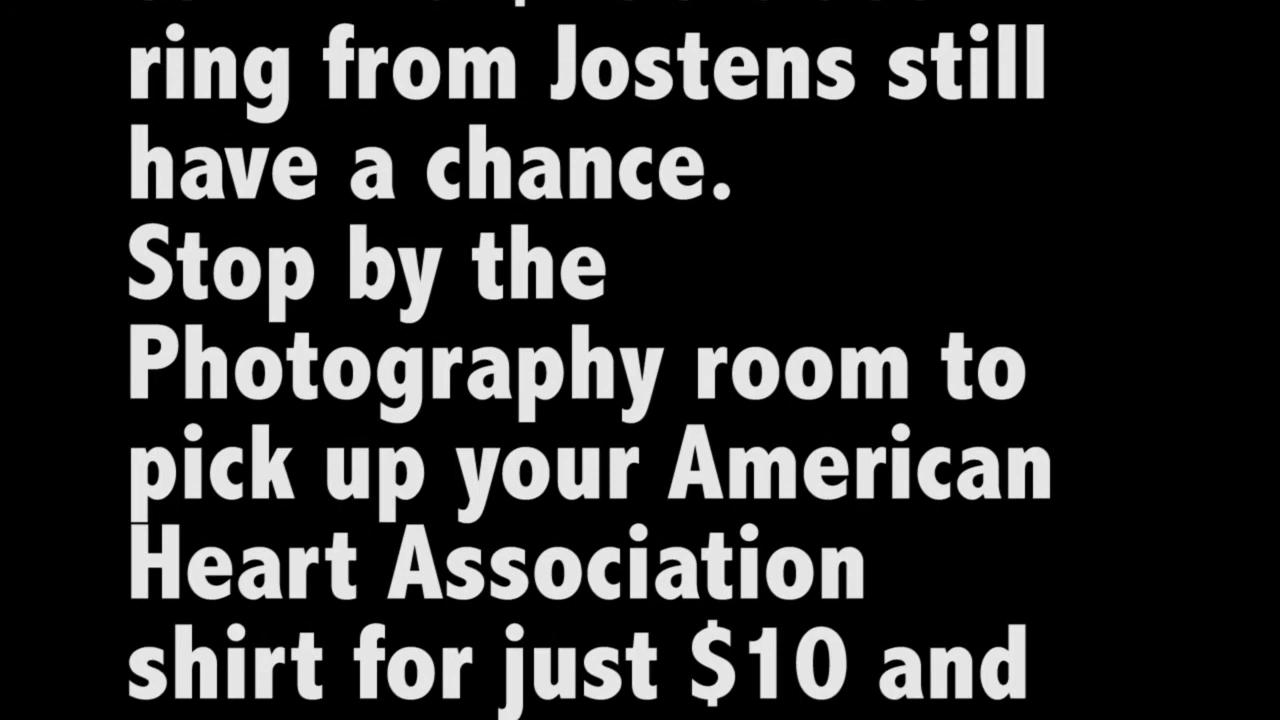 ring from Jostens still
have a chance.
Stop by the
Photography room to
pick up your American
Heart Association
shirt for just $10 and